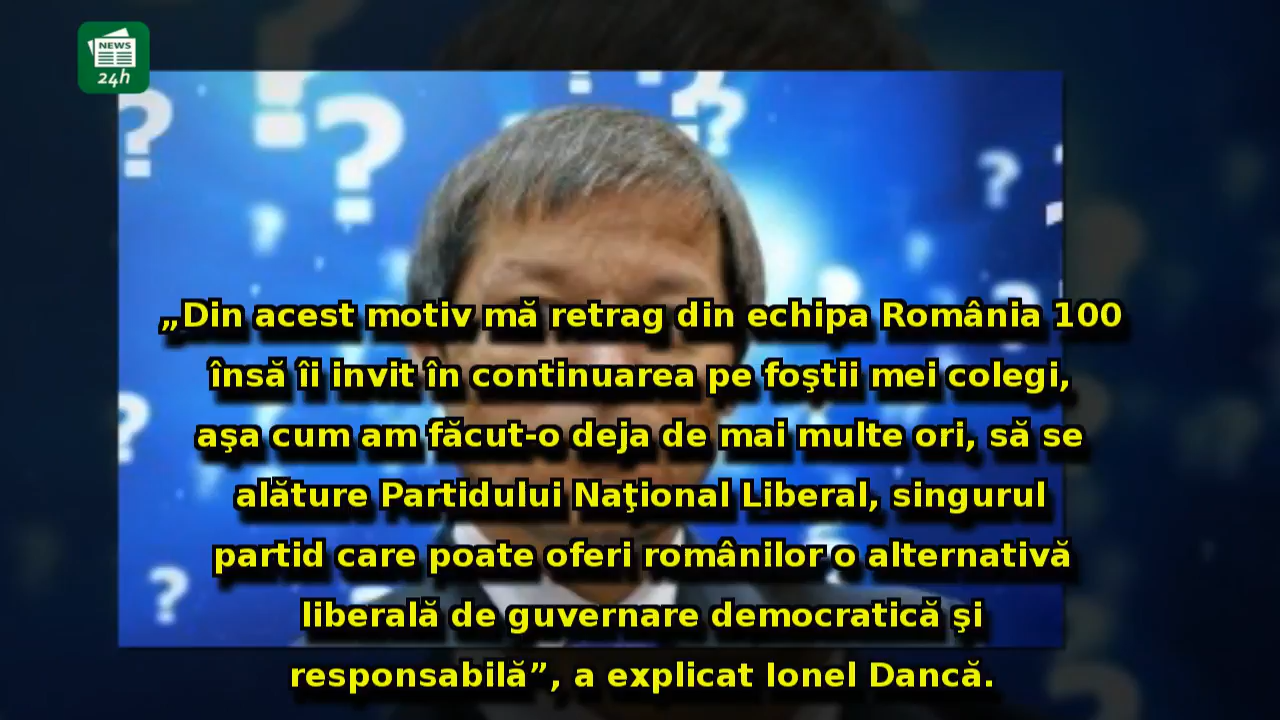 NEWS
24h
„Din acest motiv mă retrag din echipa România 100
însă îi invit în continuarea pe foştii mei colegi,
aşa cum am făcut-o deja de mai multe ori, să se
alăture Partidului Naţional Liberal, singurul
partid care poate oferi românilor o alternativă
liberală de guvernare democratică şi
responsabilă”, a explicat Ionel Dancă.